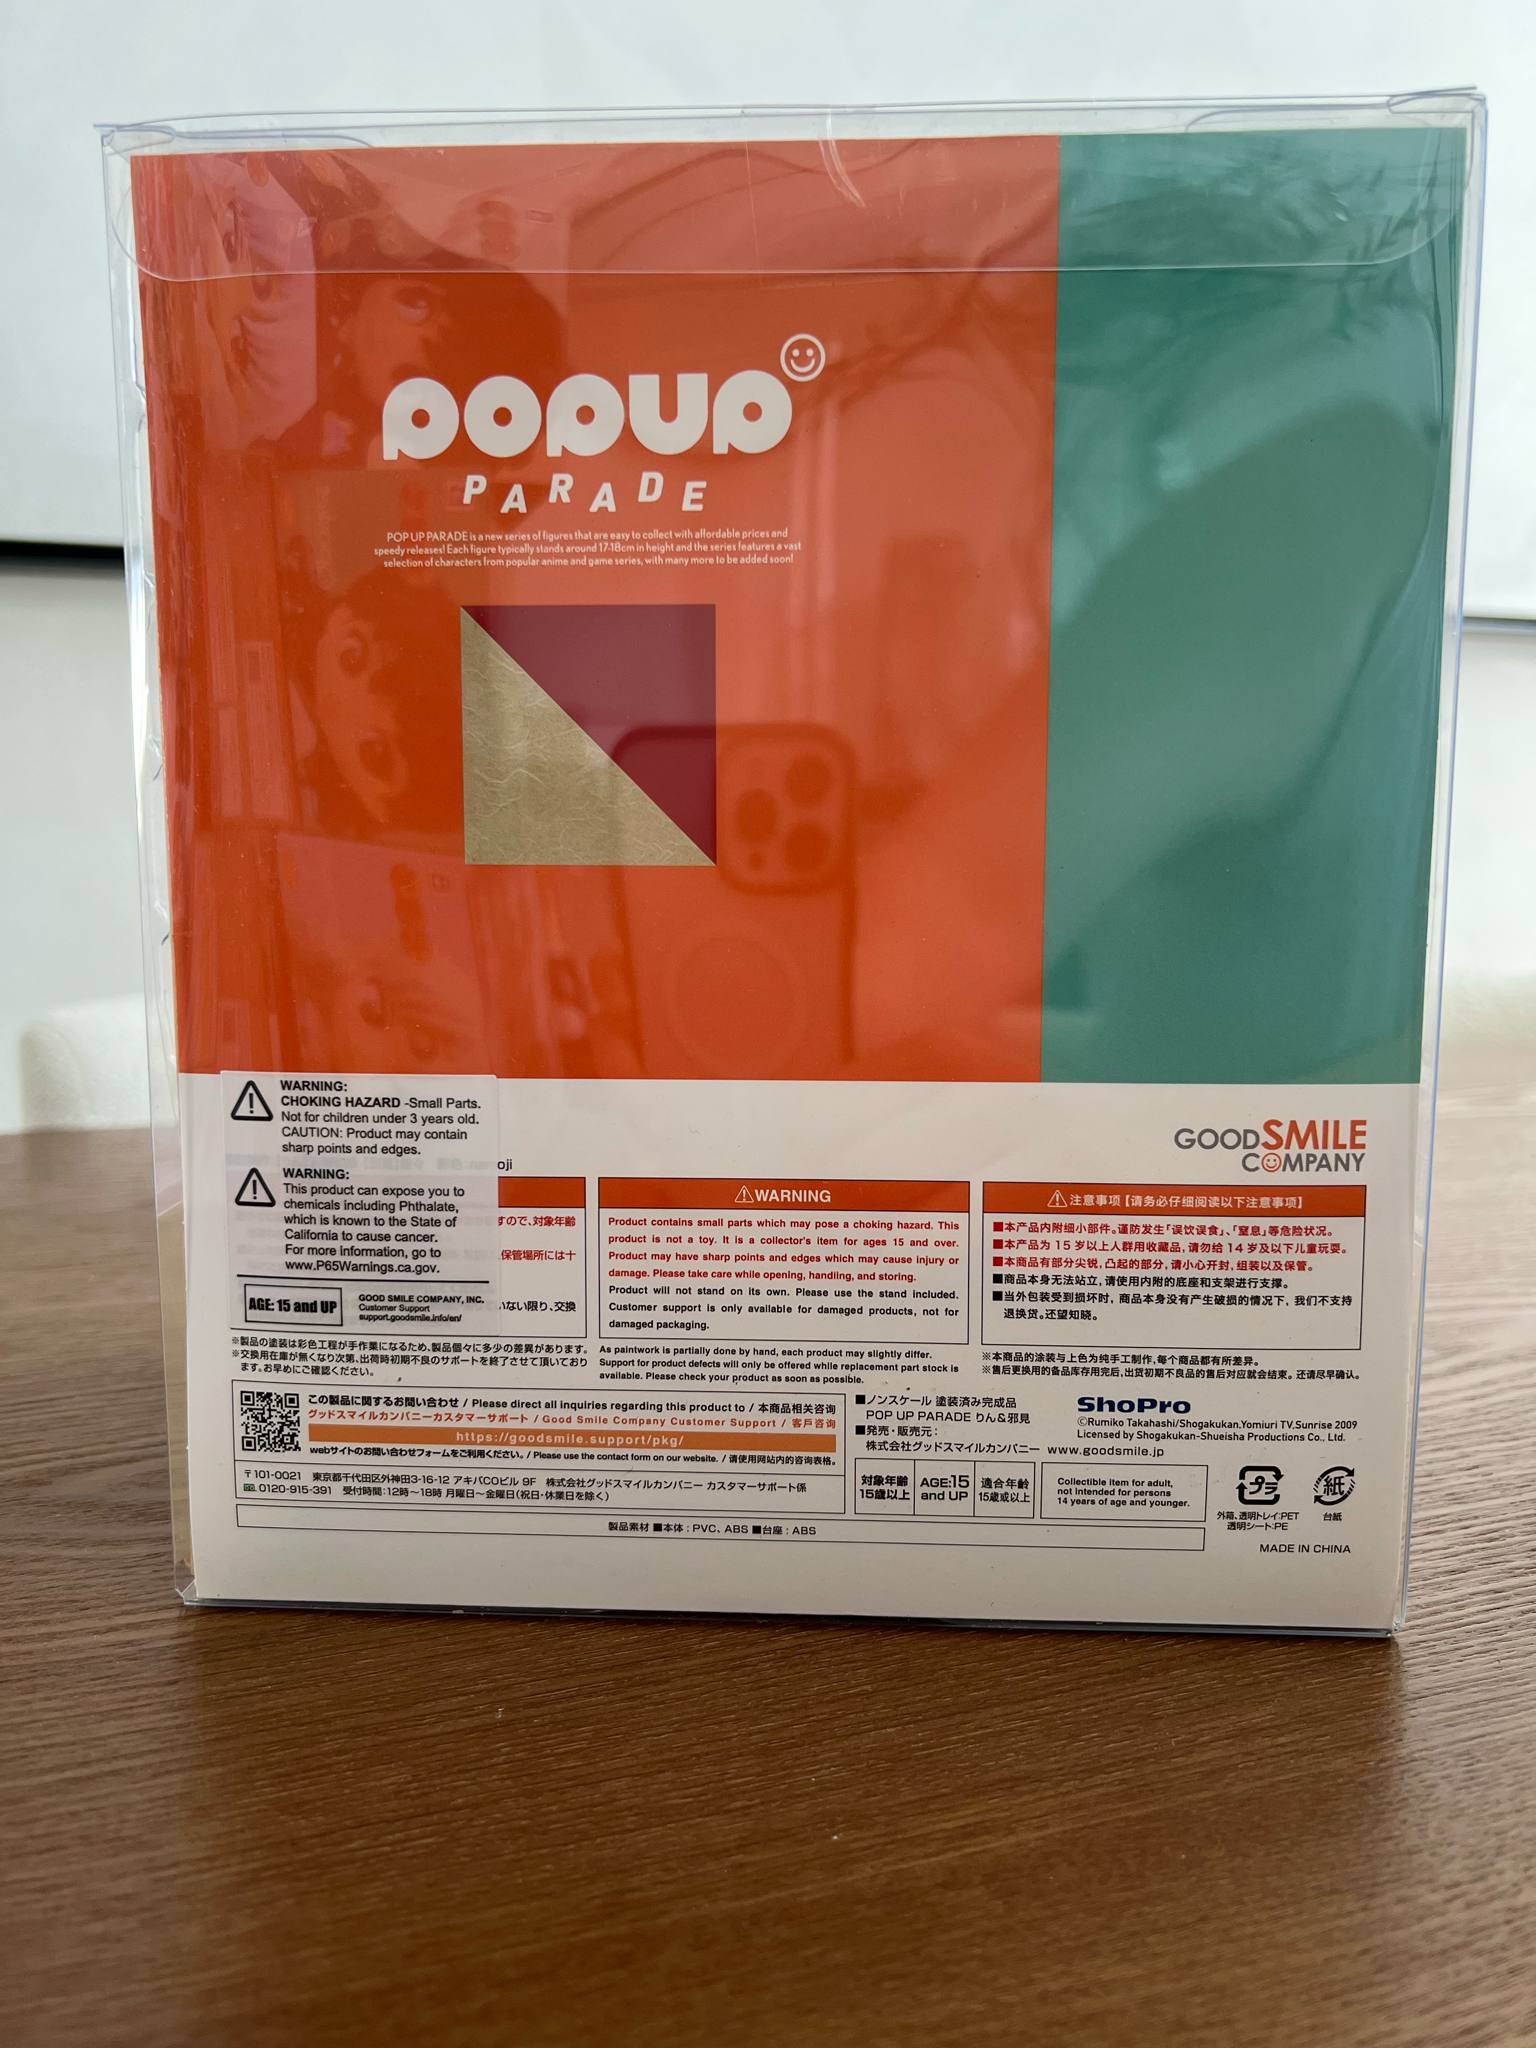 POPUP
PARADE
POP UP PARADE is a new series of figures that are easy to collect with affordable prices and
speedy releases! Each figure typically stands around 17-18cm in height and the series features a vast
selection of characters from popular anime and game series, with many more to be added soon!
WARNING:
CHOKING HAZARD -Small Parts.
Not for children under 3 years old.
CAUTION: Product may contain
sharp points and edges.
WARNING:
This product can expose you to
chemicals including Phthalate,
which is known to the State of
California to cause cancer.
For more information, go to
www.P65Warnings.ca.gov.
AGE: 15 and UP
GOOD SMILE COMPANY, INC.
Customer Support
support.goodsmile.info/en/
oji
すので、対象年齢
保管場所には十
いない限り、交換
※製品の塗装は彩色工程が手作業になるため、製品個々に多少の差異があります。
※交換用在庫が無くなり次第、出荷時初期不良のサポートを終了させて頂いており
ます。お早めにご確認ください。
GOOD SMILE
COMPANY
WARNING
Product contains small parts which may pose a choking hazard. This
product is not a toy. It is a collector's item for ages 15 and over.
Product may have sharp points and edges which may cause injury or
damage. Please take care while opening, handling, and storing.
Product will not stand on its own. Please use the stand included.
Customer support is only available for damaged products, not for
damaged packaging.
As paintwork is partially done by hand, each product may slightly differ.
Support for product defects will only be offered while replacement part stock is
available. Please check your product as soon as possible.
注意事项【请务必仔细阅读以下注意事项】
■本产品内附细小部件。谨防发生「误饮误食」、「窒息」等危险状况。
■本产品为 15 岁以上人群用收藏品，请勿给 14 岁及以下儿童玩耍。
■本商品有部分尖锐，凸起的部分，请小心开封，组装以及保管。
■商品本身无法站立，请使用内附的底座和支架进行支撑。
■当外包装受到损坏时，商品本身没有产生破损的情况下，我们不支持
退换货。还望知晓。
※本商品的涂装与上色为纯手工制作，每个商品都有所差异。
※售后更换用的备品库存用完后，出货初期不良品的售后对应就会结束。还请尽早确认。
この製品に関するお問い合わせ / Please direct all inquiries regarding this product to / 本商品相关咨询
グッドスマイルカンパニーカスタマーサポート / Good Smile Company Customer Support / 客户咨询
https://goodsmile.support/pkg/
webサイトのお問い合わせフォームをご利用ください。/ Please use the contact form on our website. / 请使用网站内的咨询表格。
〒101-0021 東京都千代田区外神田3-16-12 アキバCOビル 9F 株式会社グッドスマイルカンパニー カスタマーサポート係
0120-915-391 受付時間：12時〜18時 月曜日〜金曜日（祝日・休業日を除く）
■ノンスケール 塗装済み完成品
POP UP PARADE りん＆邪見
■発売・販売元：
株式会社グッドスマイルカンパニー www.goodsmile.jp
ShoPro
©Rumiko Takahashi/Shogakukan,Yomiuri TV,Sunrise 2009
Licensed by Shogakukan-Shueisha Productions Co., Ltd.
対象年齢
15歳以上
AGE:15
and UP
適合年齢
15歳或以上
Collectible item for adult,
not intended for persons
14 years of age and younger.
プラ
外箱、透明トレイ:PET
透明シート:PE
紙
台紙
製品素材 ■本体：PVC、ABS ■台座：ABS
MADE IN CHINA